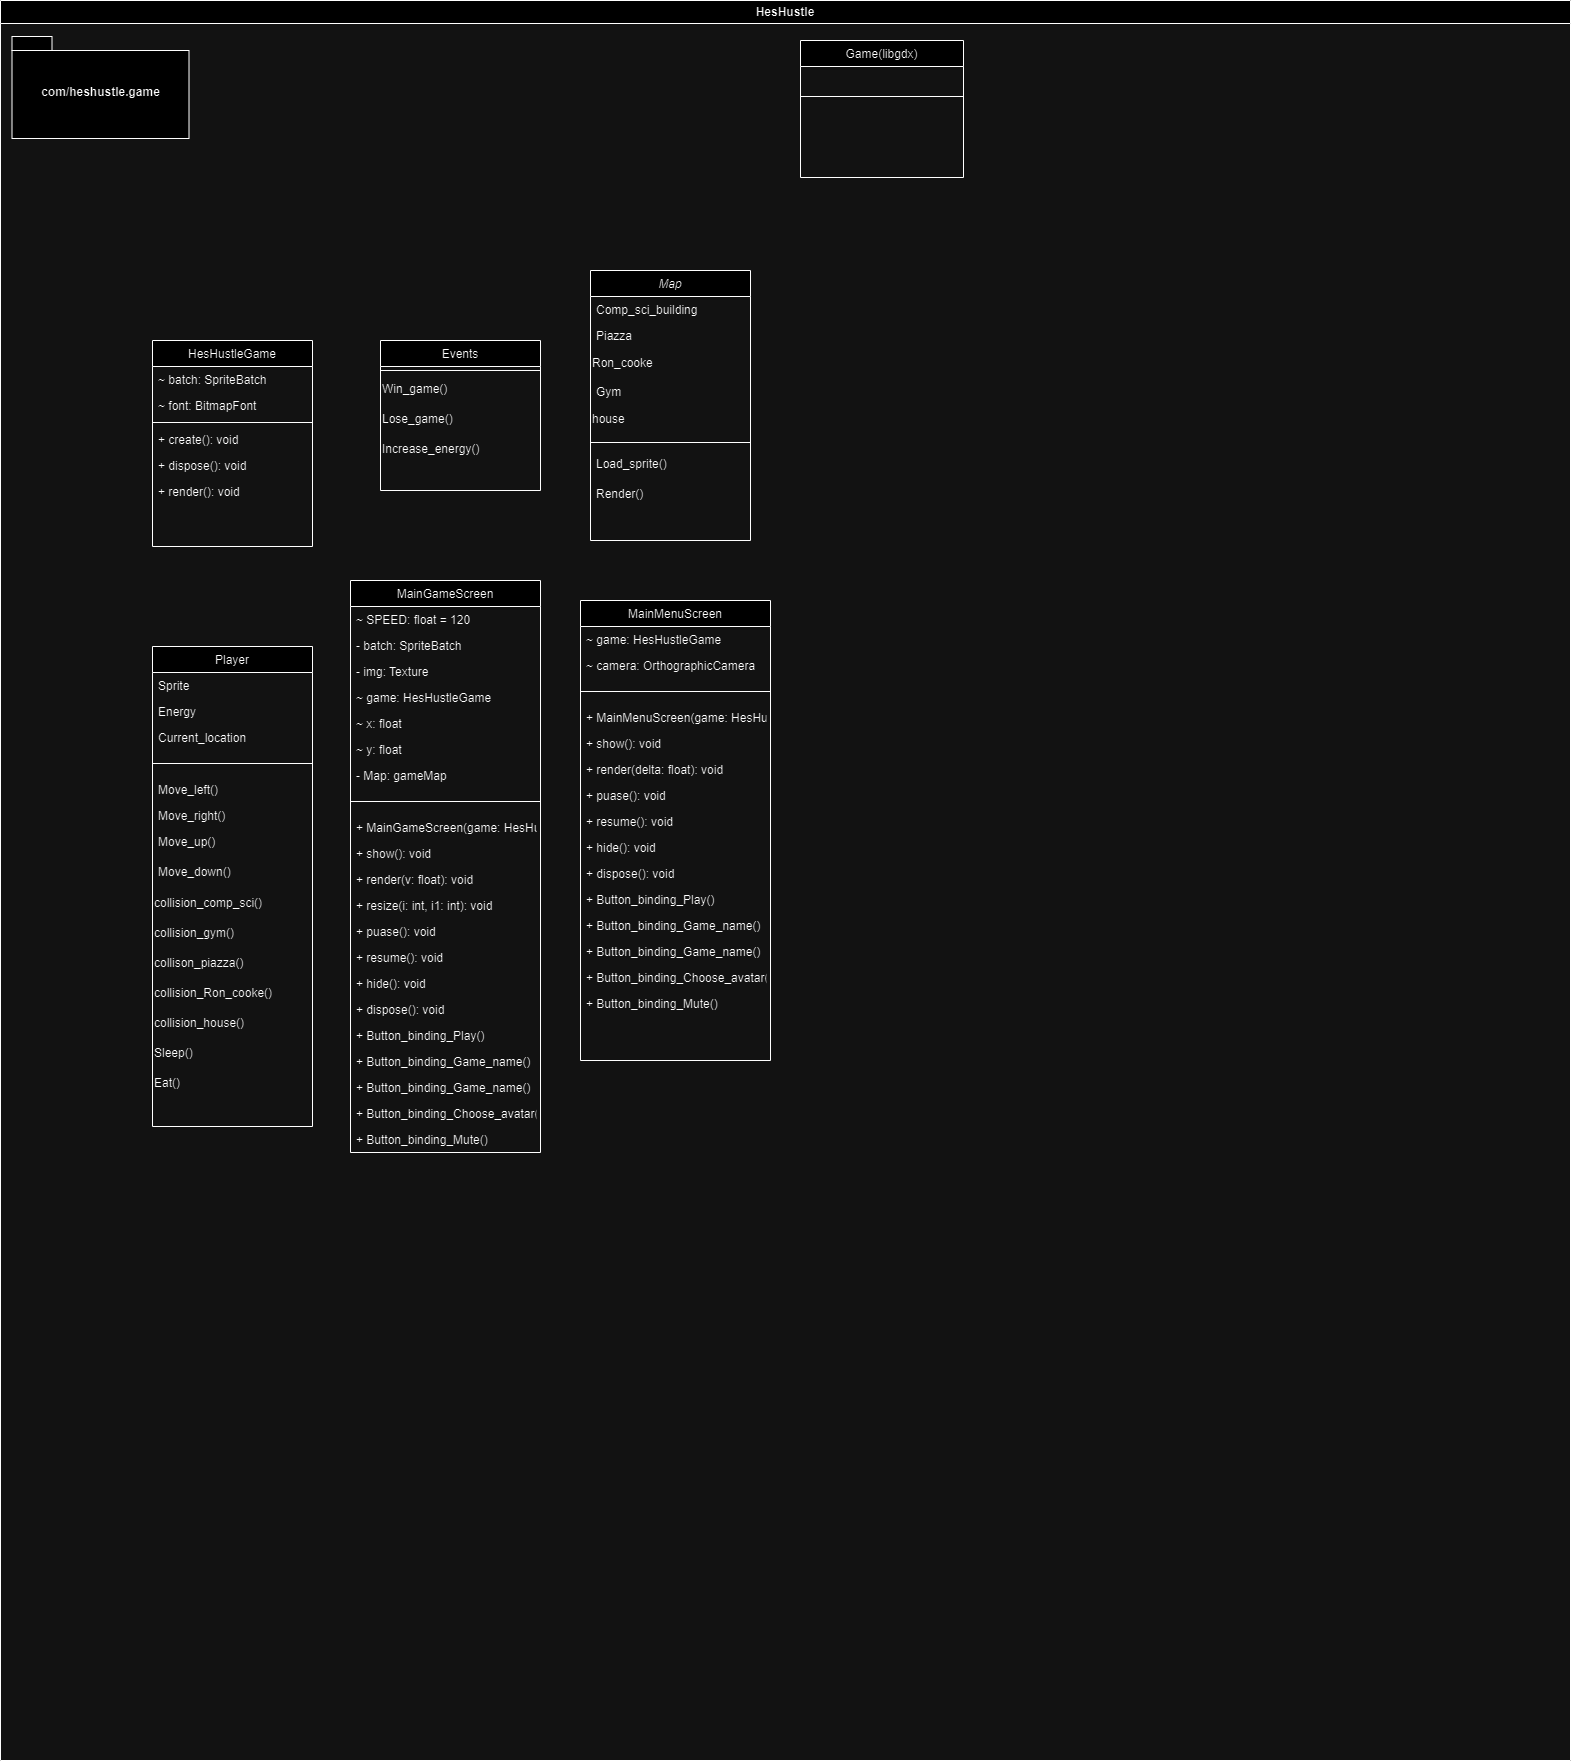 HesHustle
com/heshustle.game
Game(libgdx)
HesHustleGame
~ batch: SpriteBatch
~ font: BitmapFont
+ create(): void
+ dispose(): void
+ render(): void
Events
Win_game()
Lose_game()
Increase_energy()
Map
Comp_sci_building
Piazza
Ron_cooke
Gym
house
Load_sprite()
Render()
Player
Sprite
Energy
Current_location
Move_left()
Move_right()
Move_up()
Move_down()
collision_comp_sci()
collision_gym()
collison_piazza()
collision_Ron_cooke()
collision_house()
Sleep()
Eat()
MainGameScreen
~ SPEED: float = 120
- batch: SpriteBatch
- img: Texture
~ game: HesHustleGame
~ x: float
~ y: float
- Map: gameMap
+ MainGameScreen(game: HesHu
+ show(): void
+ render(v: float): void
+ resize(i: int, i1: int): void
+ puase(): void
+ resume(): void
+ hide(): void
+ dispose(): void
+ Button_binding_Play()
+ Button_binding_Game_name()
+ Button_binding_Game_name()
+ Button_binding_Choose_avatar(
+ Button_binding_Mute()
MainMenuScreen
~ game: HesHustleGame
~ camera: OrthographicCamera
+ MainMenuScreen(game: HesHu
+ show(): void
+ render(delta: float): void
+ puase(): void
+ resume(): void
+ hide(): void
+ dispose(): void
+ Button_binding_Play()
+ Button_binding_Game_name()
+ Button_binding_Game_name()
+ Button_binding_Choose_avatar(
+ Button_binding_Mute()